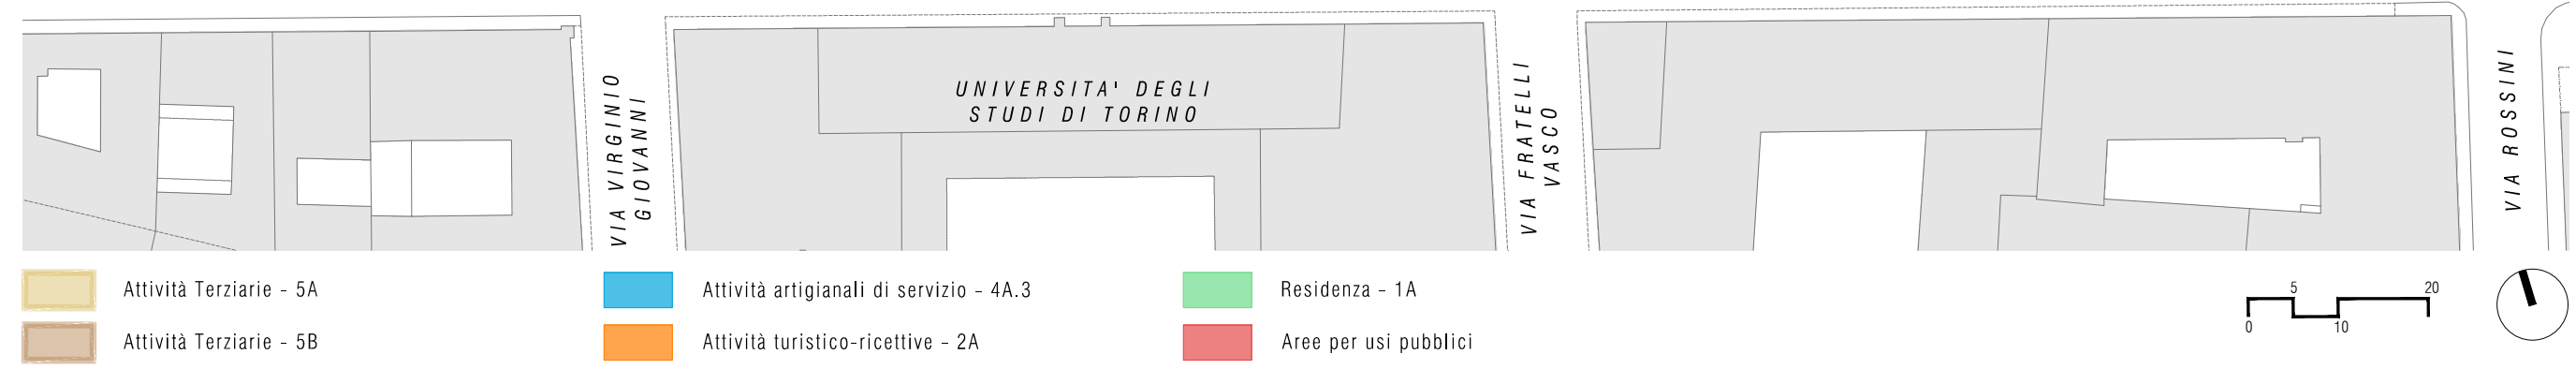 VIA VIRGINIO
GIOVANNI
UNIVERSITA' DEGLI
STUDI DI TORINO
VIA FRATELLI
VASCO
VIA ROSSINI
Attività Terziarie - 5A
Attività Terziarie - 5B
Attività artigianali di servizio - 4A.3
Attività turistico-ricettive - 2A
Residenza - 1A
Aree per usi pubblici
5 20
0 10